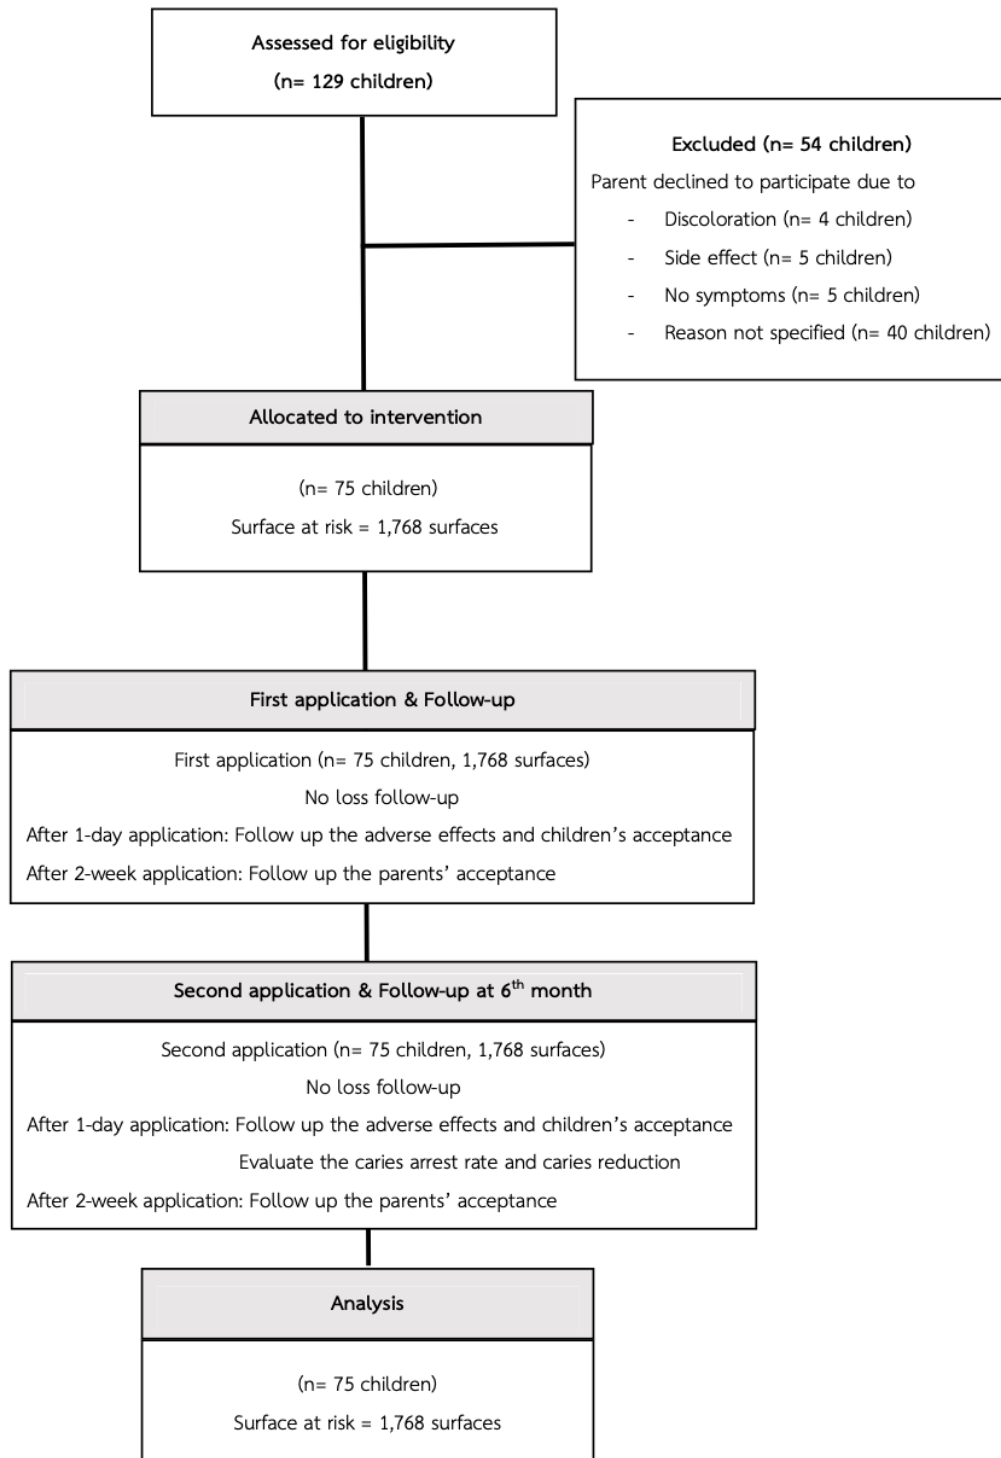 Assessed for eligibility
(n= 129 children)
Excluded (n= 54 children)
Parent declined to participate due to
- Discoloration (n= 4 children)
- Side effect (n= 5 children)
- No symptoms (n= 5 children)
- Reason not specified (n= 40 children)
Allocated to intervention
(n= 75 children)
Surface at risk = 1,768 surfaces
First application & Follow-up
First application (n= 75 children, 1,768 surfaces)
No loss follow-up
After 1-day application: Follow up the adverse effects and children’s acceptance
After 2-week application: Follow up the parents’ acceptance
Second application & Follow-up at 6th month
Second application (n= 75 children, 1,768 surfaces)
No loss follow-up
After 1-day application: Follow up the adverse effects and children’s acceptance
Evaluate the caries arrest rate and caries reduction
After 2-week application: Follow up the parents’ acceptance
Analysis
(n= 75 children)
Surface at risk = 1,768 surfaces